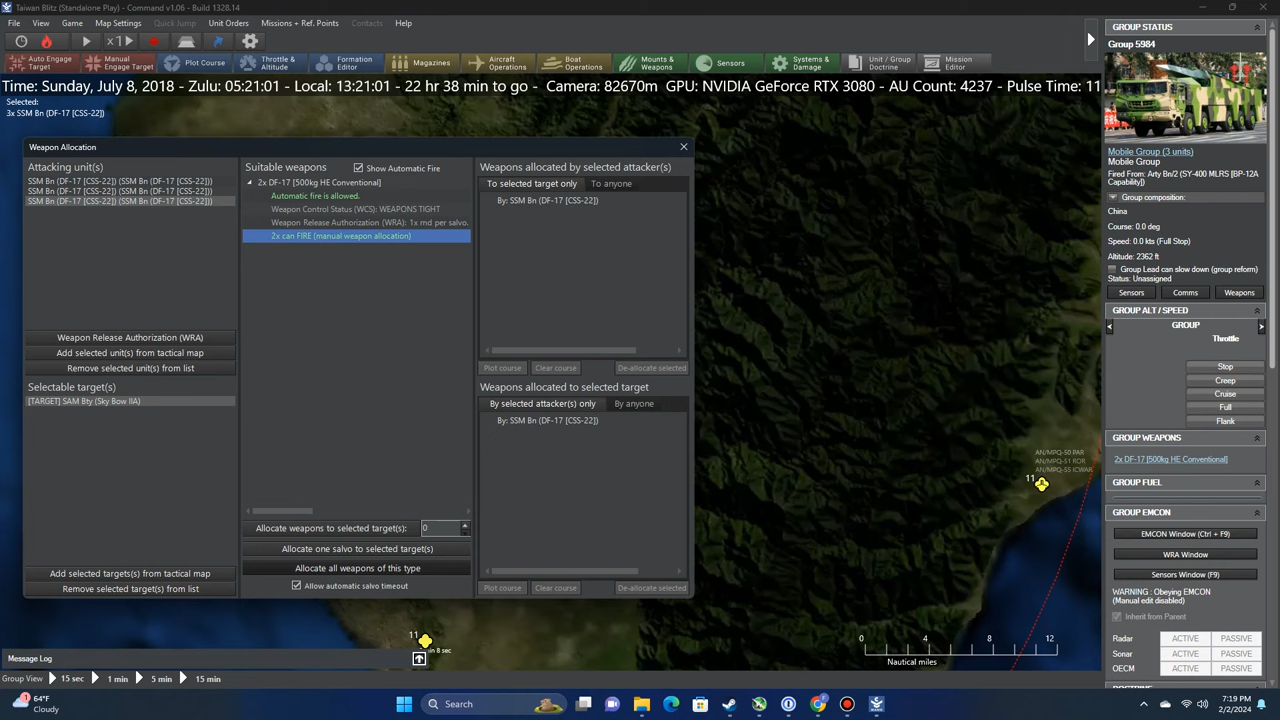 Taiwan Blitz (Standalone Play) - Command v1.06 - Build 1328.14
File View Game Map Settings Quick Jump Unit Orders Missions + Ref. Points Contacts Help
x1
Auto Engage Target
Manual Engage Target
Plot Course
Throttle & Altitude
Formation Editor
Magazines
Aircraft Operations
Boat Operations
Mounts & Weapons
Sensors
Systems & Damage
Unit / Group Doctrine
Mission Editor
Time: Sunday, July 8, 2018 - Zulu: 05:21:01 - Local: 13:21:01 - 22 hr 38 min to go - Camera: 82670m GPU: NVIDIA GeForce RTX 3080 - AU Count: 4237 - Pulse Time: 11
Selected:
3x SSM Bn (DF-17 [CSS-22])
Weapon Allocation
Attacking unit(s)
SSM Bn (DF-17 [CSS-22]) (SSM Bn (DF-17 [CSS-22]))
SSM Bn (DF-17 [CSS-22]) (SSM Bn (DF-17 [CSS-22]))
SSM Bn (DF-17 [CSS-22]) (SSM Bn (DF-17 [CSS-22]))
Weapon Release Authorization (WRA)
Add selected unit(s) from tactical map
Remove selected unit(s) from list
Selectable target(s)
[TARGET] SAM Bty (Sky Bow IIA)
Add selected targets(s) from tactical map
Remove selected target(s) from list
Suitable weapons Show Automatic Fire
2x DF-17 [500kg HE Conventional]
Automatic fire is allowed.
Weapon Control Status (WCS): WEAPONS TIGHT
Weapon Release Authorization (WRA): 1x rnd per salvo.
2x can FIRE (manual weapon allocation)
Allocate weapons to selected target(s): 0
Allocate one salvo to selected target(s)
Allocate all weapons of this type
Allow automatic salvo timeout
Weapons allocated by selected attacker(s)
To selected target only To anyone
By: SSM Bn (DF-17 [CSS-22])
Plot course Clear course De-allocate selected
Weapons allocated to selected target
By selected attacker(s) only By anyone
By: SSM Bn (DF-17 [CSS-22])
Plot course Clear course De-allocate selected
AN/MPQ-50 PAR
AN/MPQ-51 ROR
AN/MPQ-55 ICWAR
11
11
min 8 sec
0 4 8 12
Nautical miles
Message Log
Group View 15 sec 1 min 5 min 15 min
GROUP STATUS
Group 5984
Mobile Group (3 units)
Mobile Group
Fired From: Arty Bn/2 (SY-400 MLRS [BP-12A
Capability])
Group composition:
China
Course: 0.0 deg
Speed: 0.0 kts (Full Stop)
Altitude: 2362 ft
Group Lead can slow down (group reform)
Status: Unassigned
Sensors Comms Weapons
GROUP ALT / SPEED
GROUP
Throttle
Stop
Creep
Cruise
Full
Flank
GROUP WEAPONS
2x DF-17 [500kg HE Conventional]
GROUP FUEL
GROUP EMCON
EMCON Window (Ctrl + F9)
WRA Window
Sensors Window (F9)
WARNING : Obeying EMCON
(Manual edit disabled)
Inherit from Parent
Radar ACTIVE PASSIVE
Sonar ACTIVE PASSIVE
OECM ACTIVE PASSIVE
DOCTRINE
1
64°F
Cloudy
Search
7:19 PM
2/2/2024